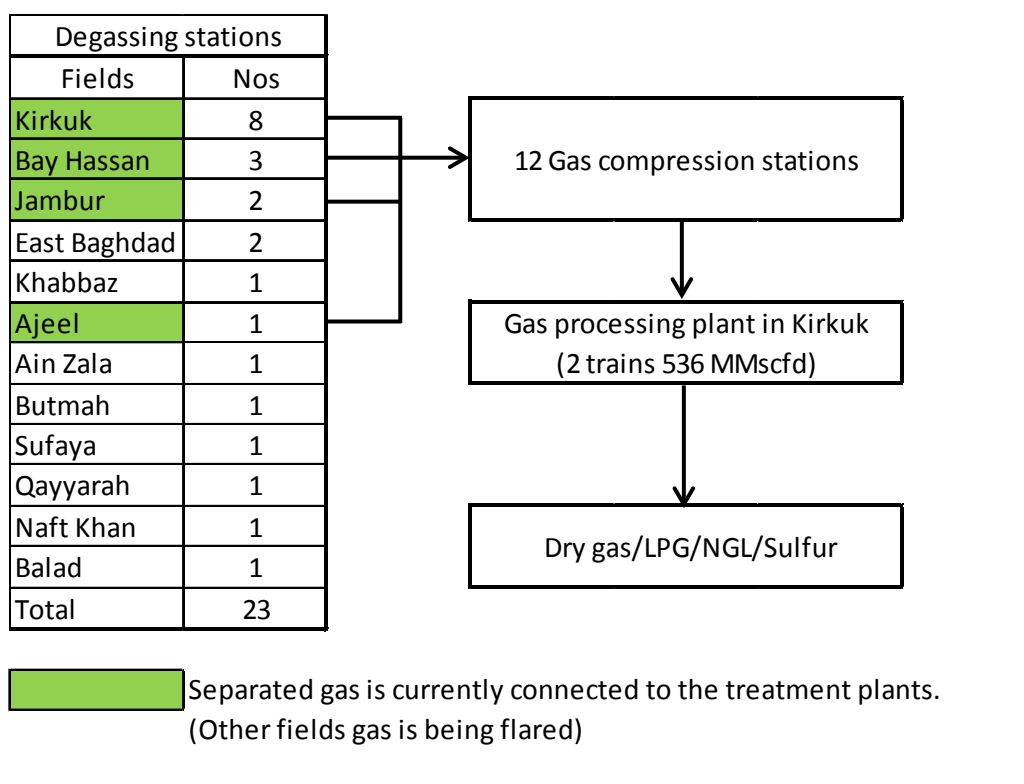 Degassing stations
Fields Nos
Kirkuk 8
Bay Hassan 3
Jambur 2
East Baghdad 2
Khabbaz 1
Ajeel 1
Ain Zala 1
Butmah 1
Sufaya 1
Qayyarah 1
Naft Khan 1
Balad 1
Total 23
12 Gas compression stations
Gas processing plant in Kirkuk
(2 trains 536 MMscfd)
Dry gas/LPG/NGL/Sulfur
Separated gas is currently connected to the treatment plants.
(Other fields gas is being flared)